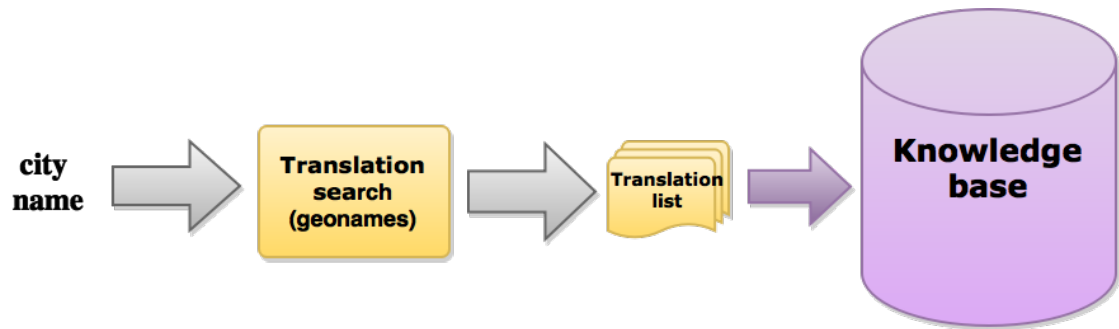 city
name
Translation
search
(geonames)
Translation
list
Knowledge
base